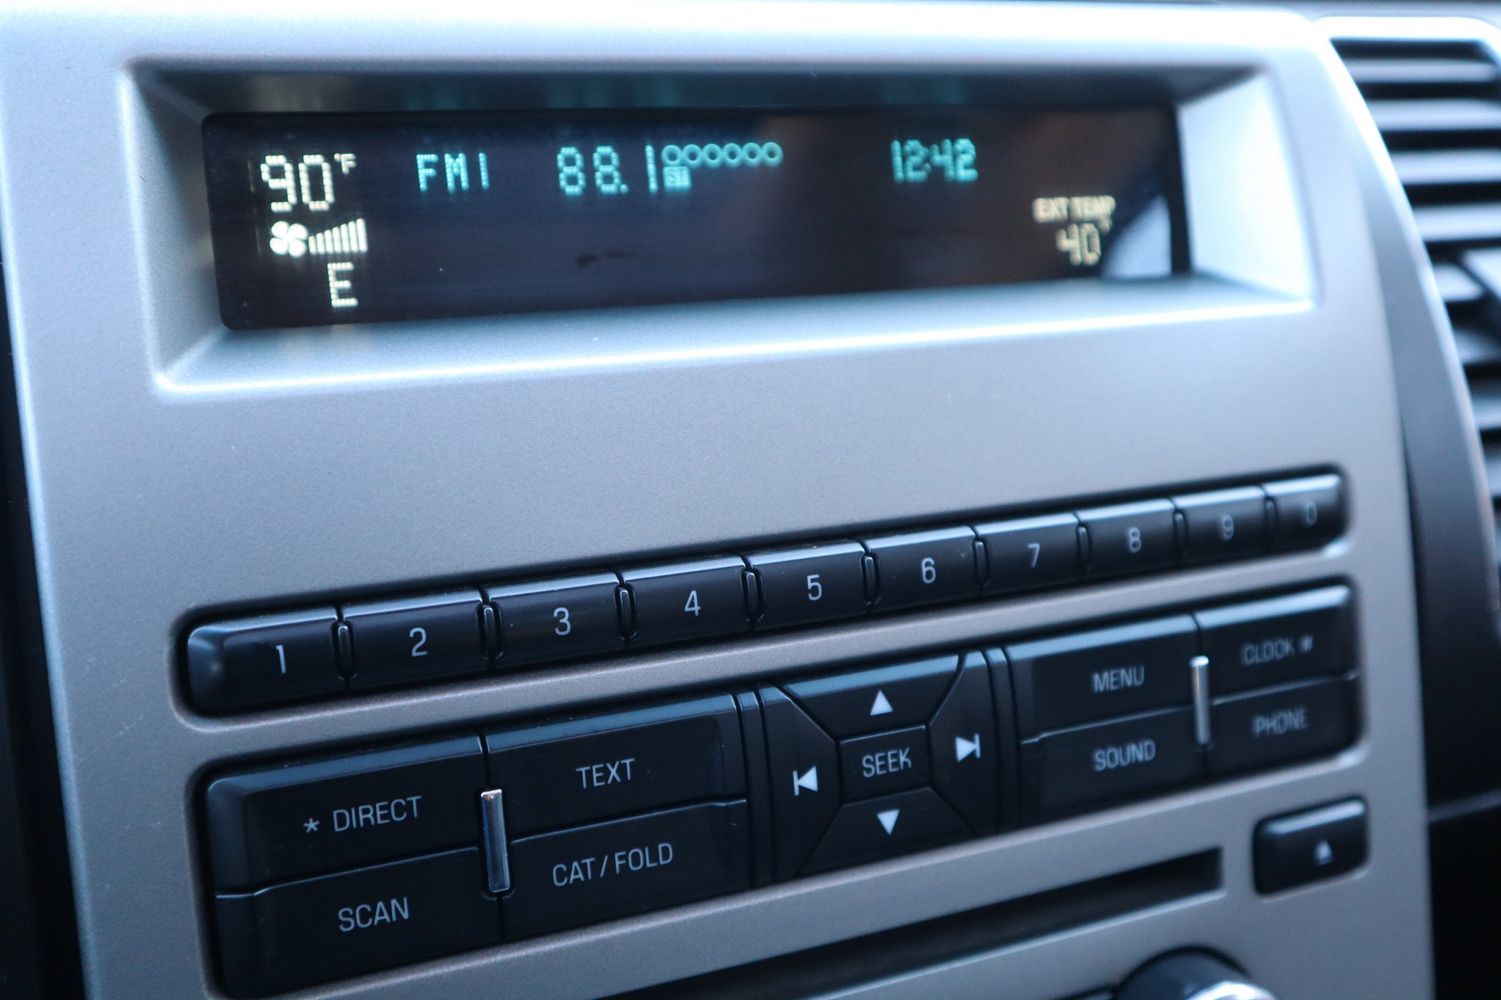 90°F FM1 88.1 ST 12:42
EXT TEMP
40°
E
1 2 3 4 5 6 7 8 9 0
* DIRECT TEXT SEEK MENU CLOCK #
SCAN CAT/FOLD SOUND PHONE